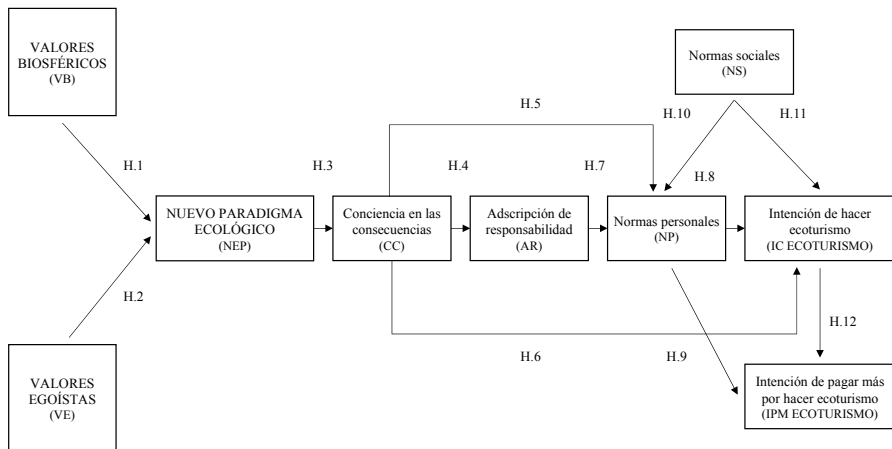 VALORES
BIOSFÉRICOS
(VB)
Normas sociales
(NS)
H.5
H.10
H.11
H.1
H.3
H.4
H.7
H.8
NUEVO PARADIGMA
ECOLÓGICO
(NEP)
Conciencia en las
consecuencias
(CC)
Adscripción de
responsabilidad
(AR)
Normas personales
(NP)
Intención de hacer
ecoturismo
(IC ECOTURISMO)
H.2
H.12
H.6
H.9
VALORES
EGOÍSTAS
(VE)
Intención de pagar más
por hacer ecoturismo
(IPM ECOTURISMO)